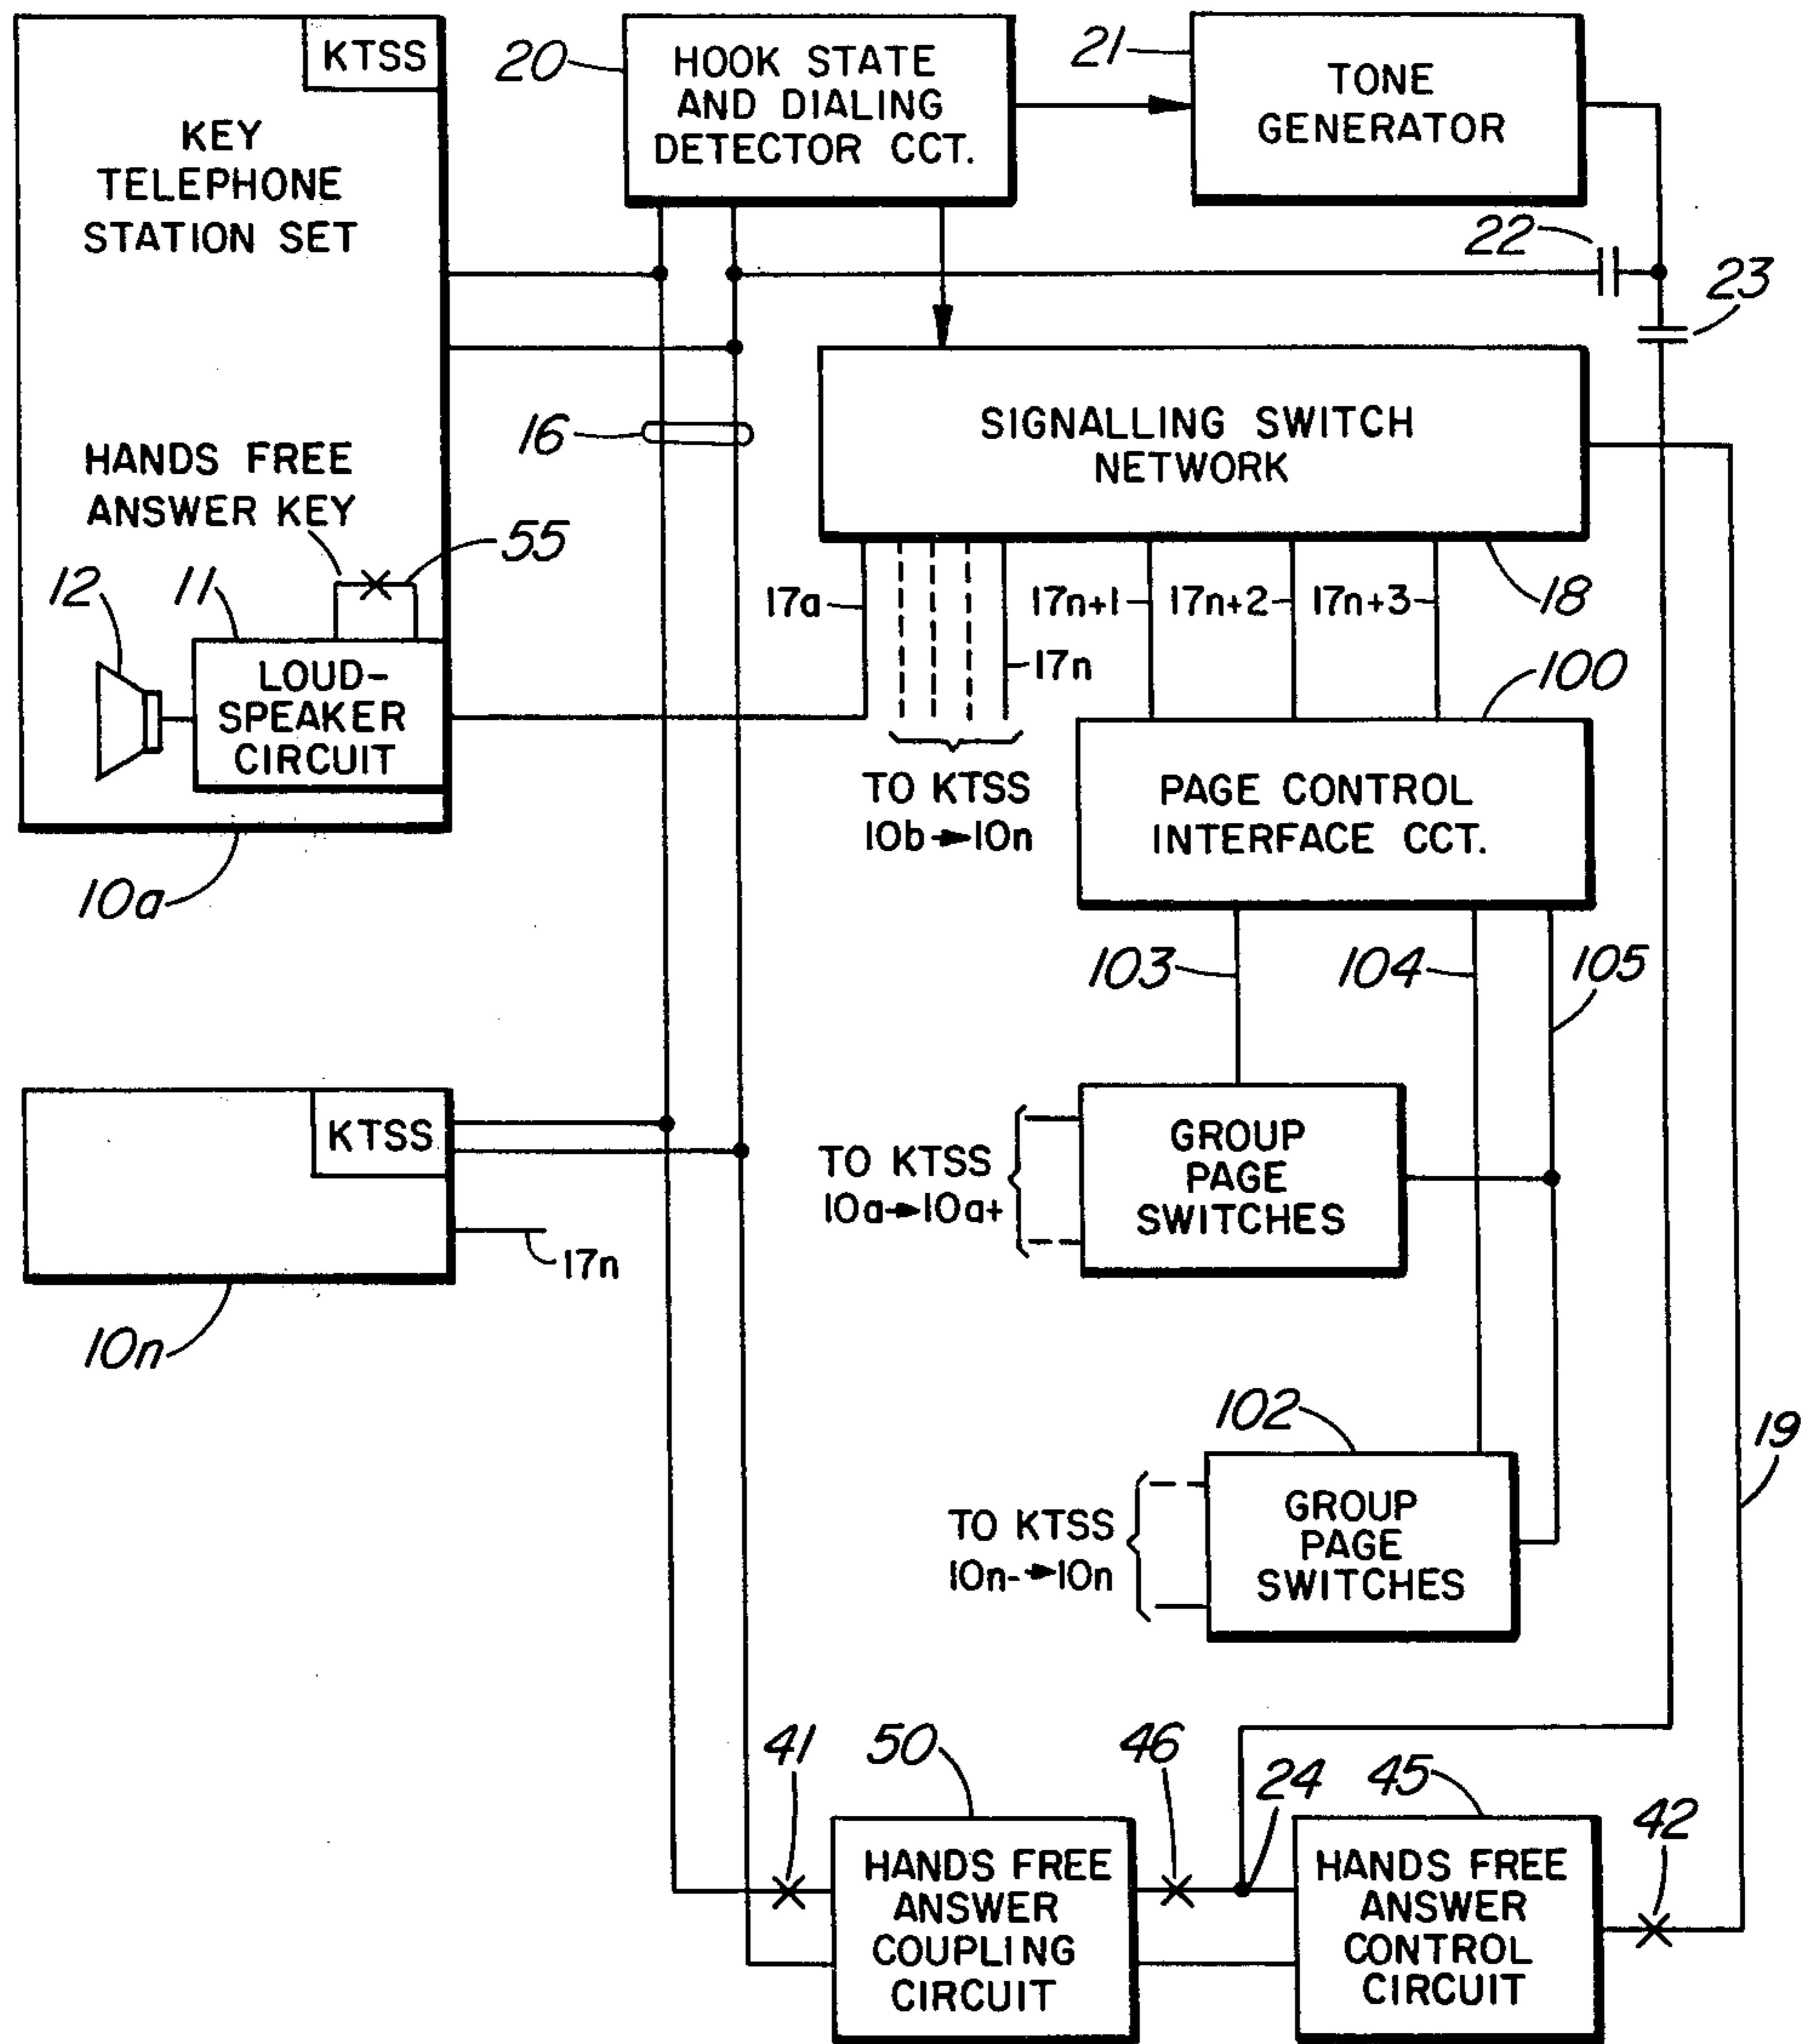 KTSS
KEY
TELEPHONE
STATION SET
HANDS FREE
ANSWER KEY
55
12
11
LOUD-
SPEAKER
CIRCUIT
10a
20
HOOK STATE
AND DIALING
DETECTOR CCT.
21
TONE
GENERATOR
22
23
16
SIGNALLING SWITCH
NETWORK
18
17a
17n
17n+1
17n+2
17n+3
TO KTSS
10b→10n
100
PAGE CONTROL
INTERFACE CCT.
103
104
105
KTSS
17n
10n
TO KTSS
10a→10a+
GROUP
PAGE
SWITCHES
102
TO KTSS
10n-→10n
GROUP
PAGE
SWITCHES
19
41
50
46
24
45
42
HANDS FREE
ANSWER
COUPLING
CIRCUIT
HANDS FREE
ANSWER
CONTROL
CIRCUIT